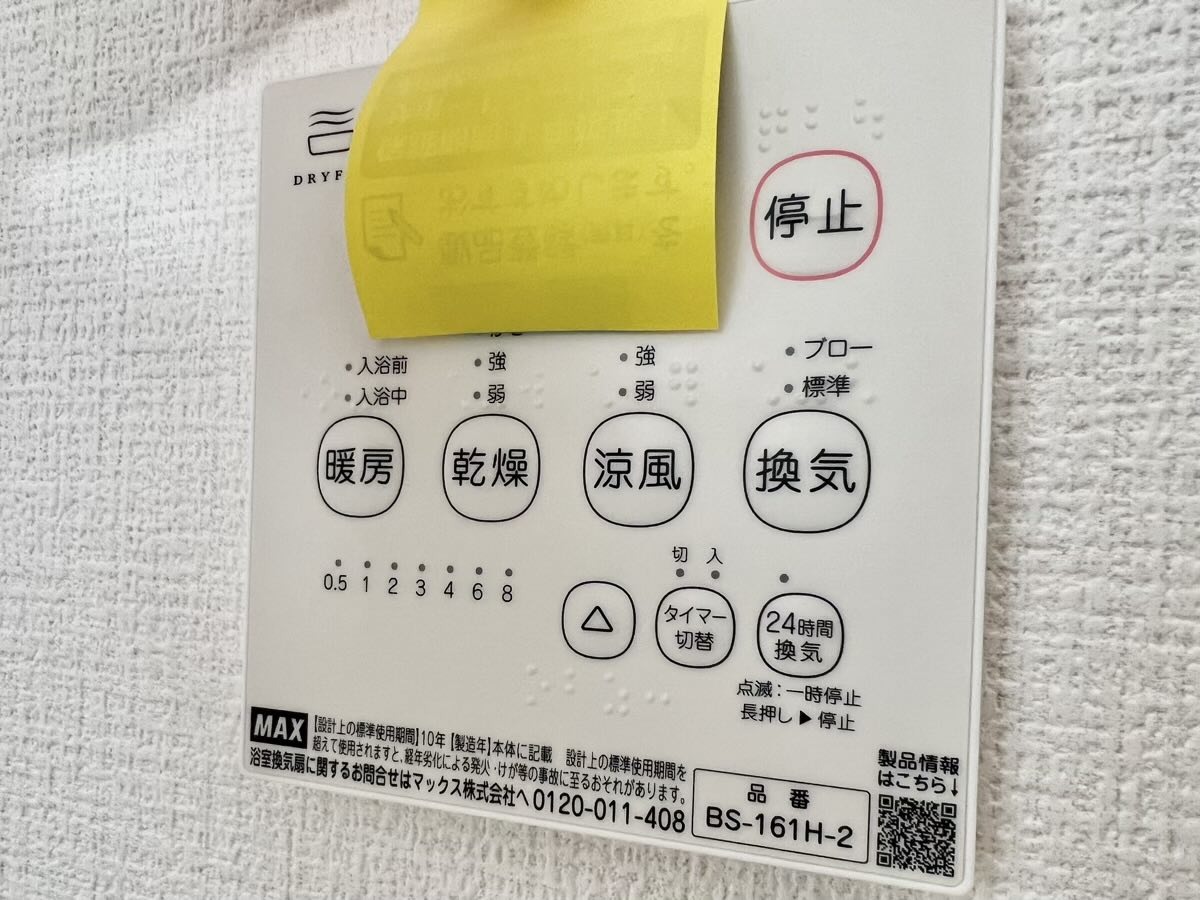 DRYF
停止
入浴前
入浴中
強
弱
強
弱
ブロー
標準
暖房
乾燥
涼風
換気
0.5 1 2 3 4 6 8
切 入
△
タイマー
切替
24時間
換気
点滅：一時停止
長押し▶停止
MAX
【設計上の標準使用期間】10年 【製造年】本体に記載 設計上の標準使用期間を
超えて使用されますと、経年劣化による発火・けが等の事故に至るおそれがあります。
浴室換気扇に関するお問合せはマックス株式会社へ 0120-011-408
品番
BS-161H-2
製品情報
はこちら↓